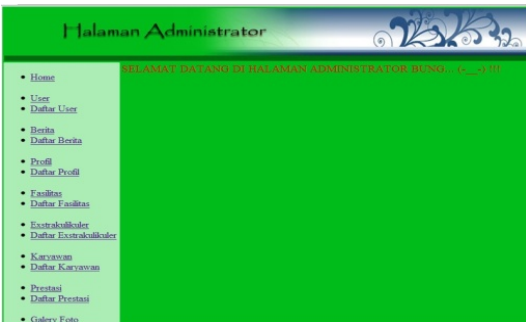 Halaman Administrator
SELAMAT DATANG DI HALAMAN ADMINISTRATOR BUNG... (-__-) !!!
Home
User
Daftar User
Berita
Daftar Berita
Profil
Daftar Profil
Fasilitas
Daftar Fasilitas
Exstrakulikuler
Daftar Exstrakulikuler
Karyawan
Daftar Karyawan
Prestasi
Daftar Prestasi
Galery Foto